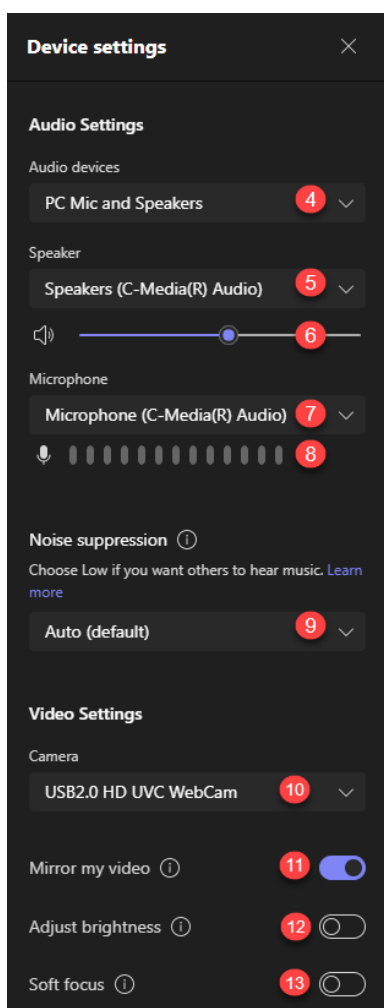 Device settings
Audio Settings
Audio devices
PC Mic and Speakers 4
Speaker
Speakers (C-Media(R) Audio) 5
6
Microphone
Microphone (C-Media(R) Audio) 7
8
Noise suppression
Choose Low if you want others to hear music. Learn
more
Auto (default) 9
Video Settings
Camera
USB2.0 HD UVC WebCam 10
Mirror my video 11
Adjust brightness 12
Soft focus 13